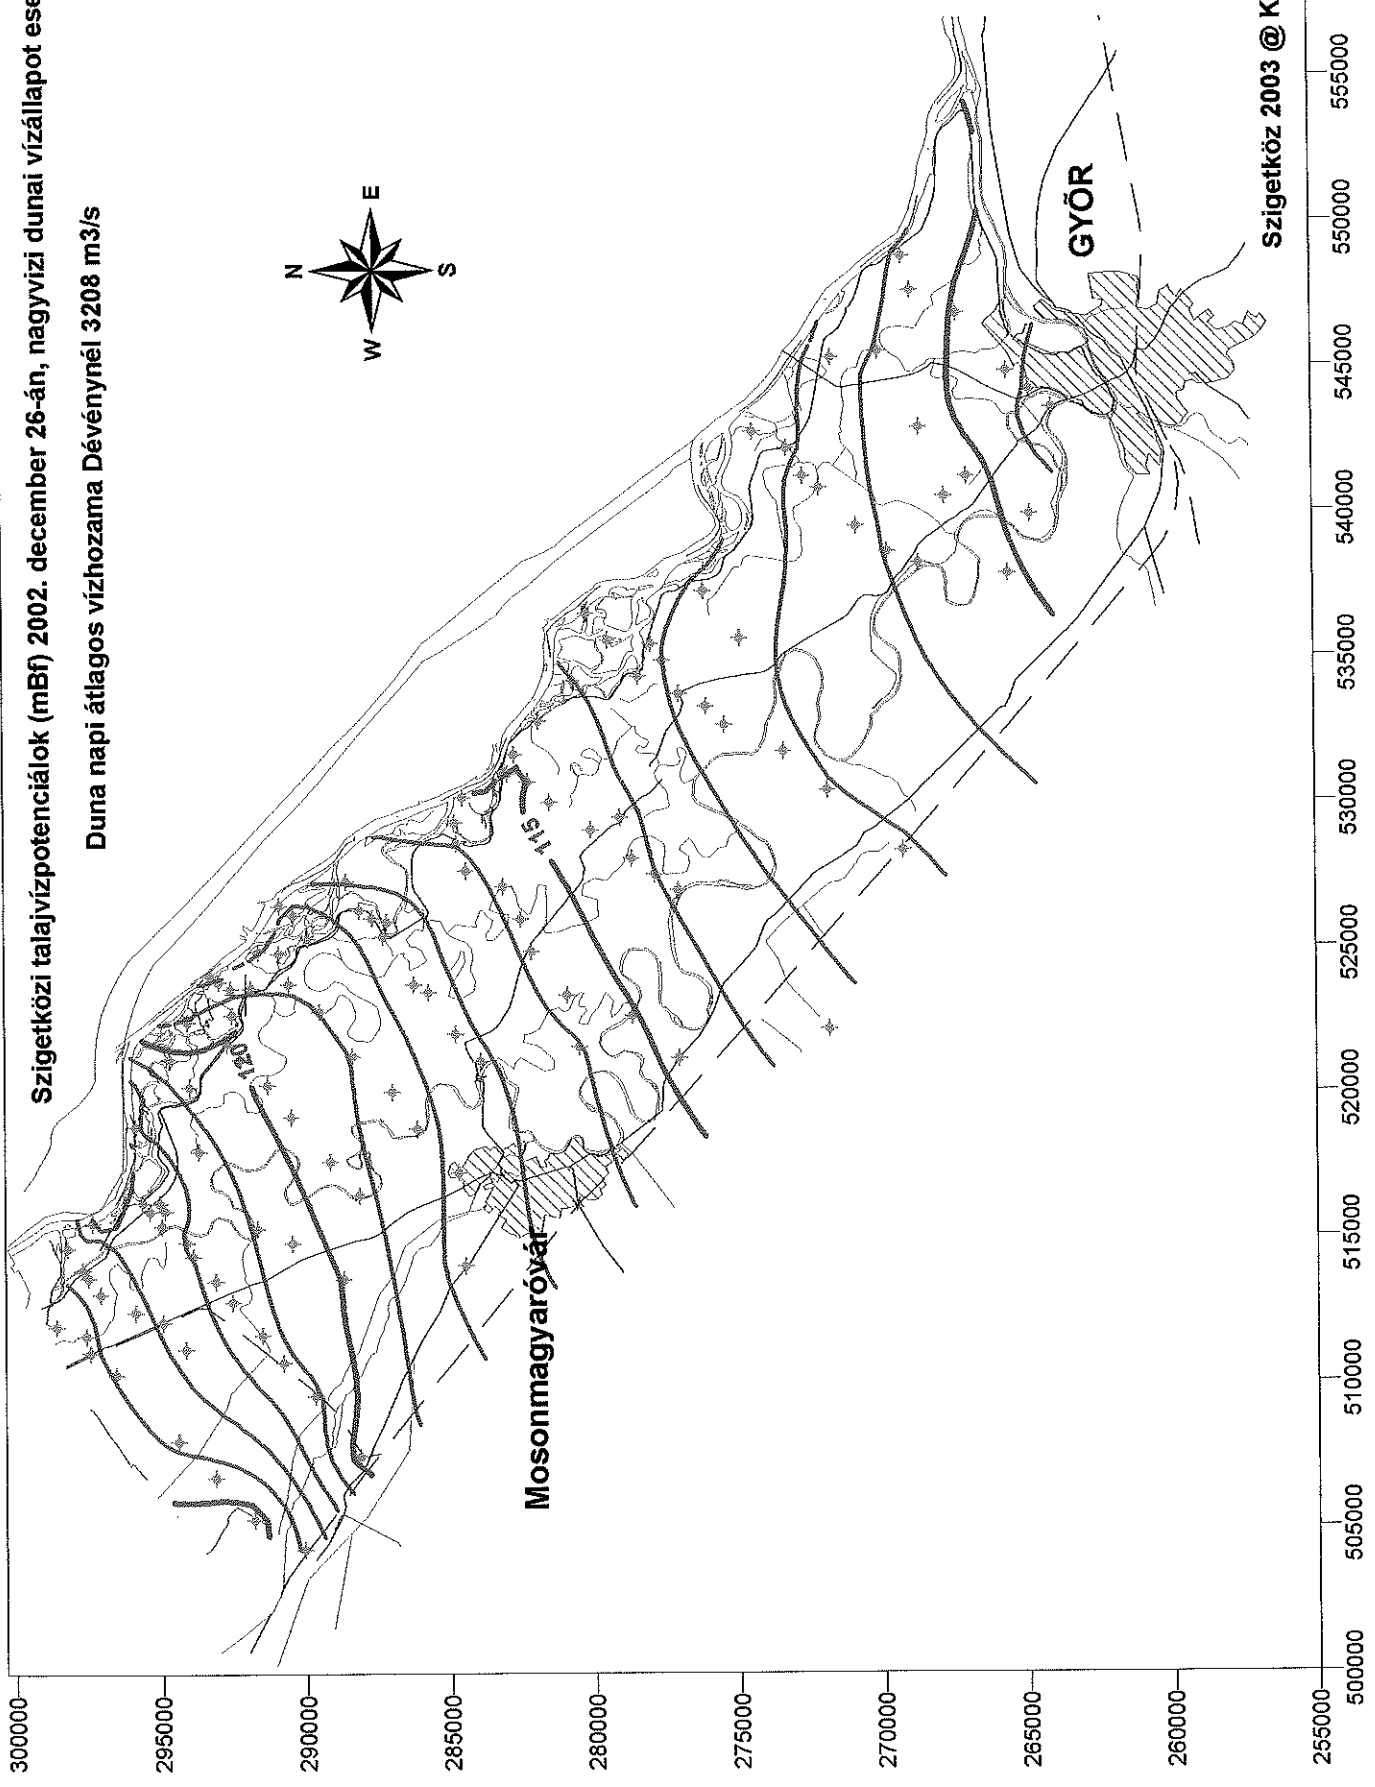 Szigetközi talajvízpotenciálok (mBf) 2002. december 26-án, nagyvizi dunai vízállapot ese
Duna napi átlagos vízhozama Dévénynél 3208 m3/s
N
W
E
S
120
115
Mosonmagyaróvár
GYŐR
Szigetköz 2003 @ K
300000
295000
290000
285000
280000
275000
270000
265000
260000
255000
500000
505000
510000
515000
520000
525000
530000
535000
540000
545000
550000
555000